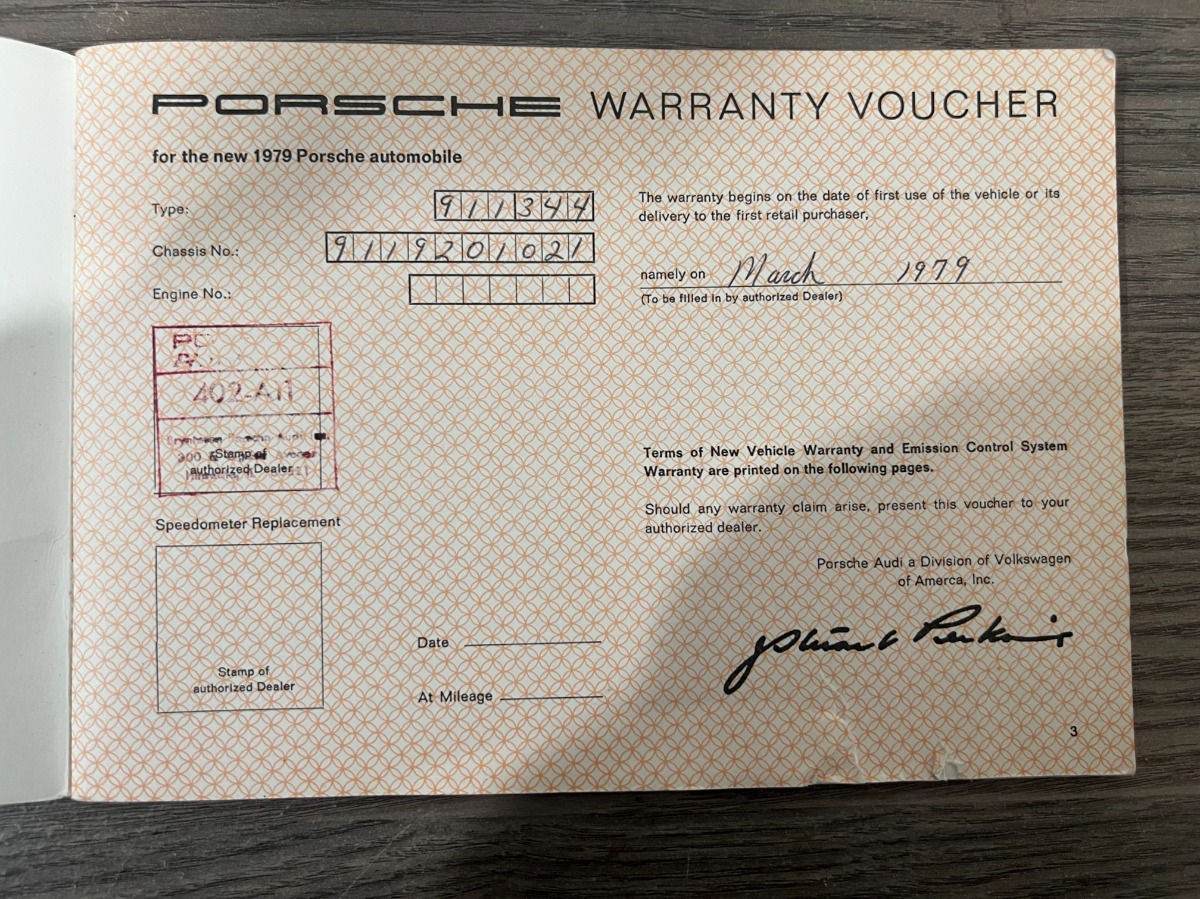 PORSCHE WARRANTY VOUCHER
for the new 1979 Porsche automobile
Type: 911344
Chassis No.: 9119201021
Engine No.:
The warranty begins on the date of first use of the vehicle or its
delivery to the first retail purchaser,
namely on March 1979
(To be filled in by authorized Dealer)
402-A11
Stamp of
authorized Dealer
Speedometer Replacement
Stamp of
authorized Dealer
Date
At Mileage
Terms of New Vehicle Warranty and Emission Control System
Warranty are printed on the following pages.
Should any warranty claim arise, present this voucher to your
authorized dealer.
Porsche Audi a Division of Volkswagen
of Amerca, Inc.
3